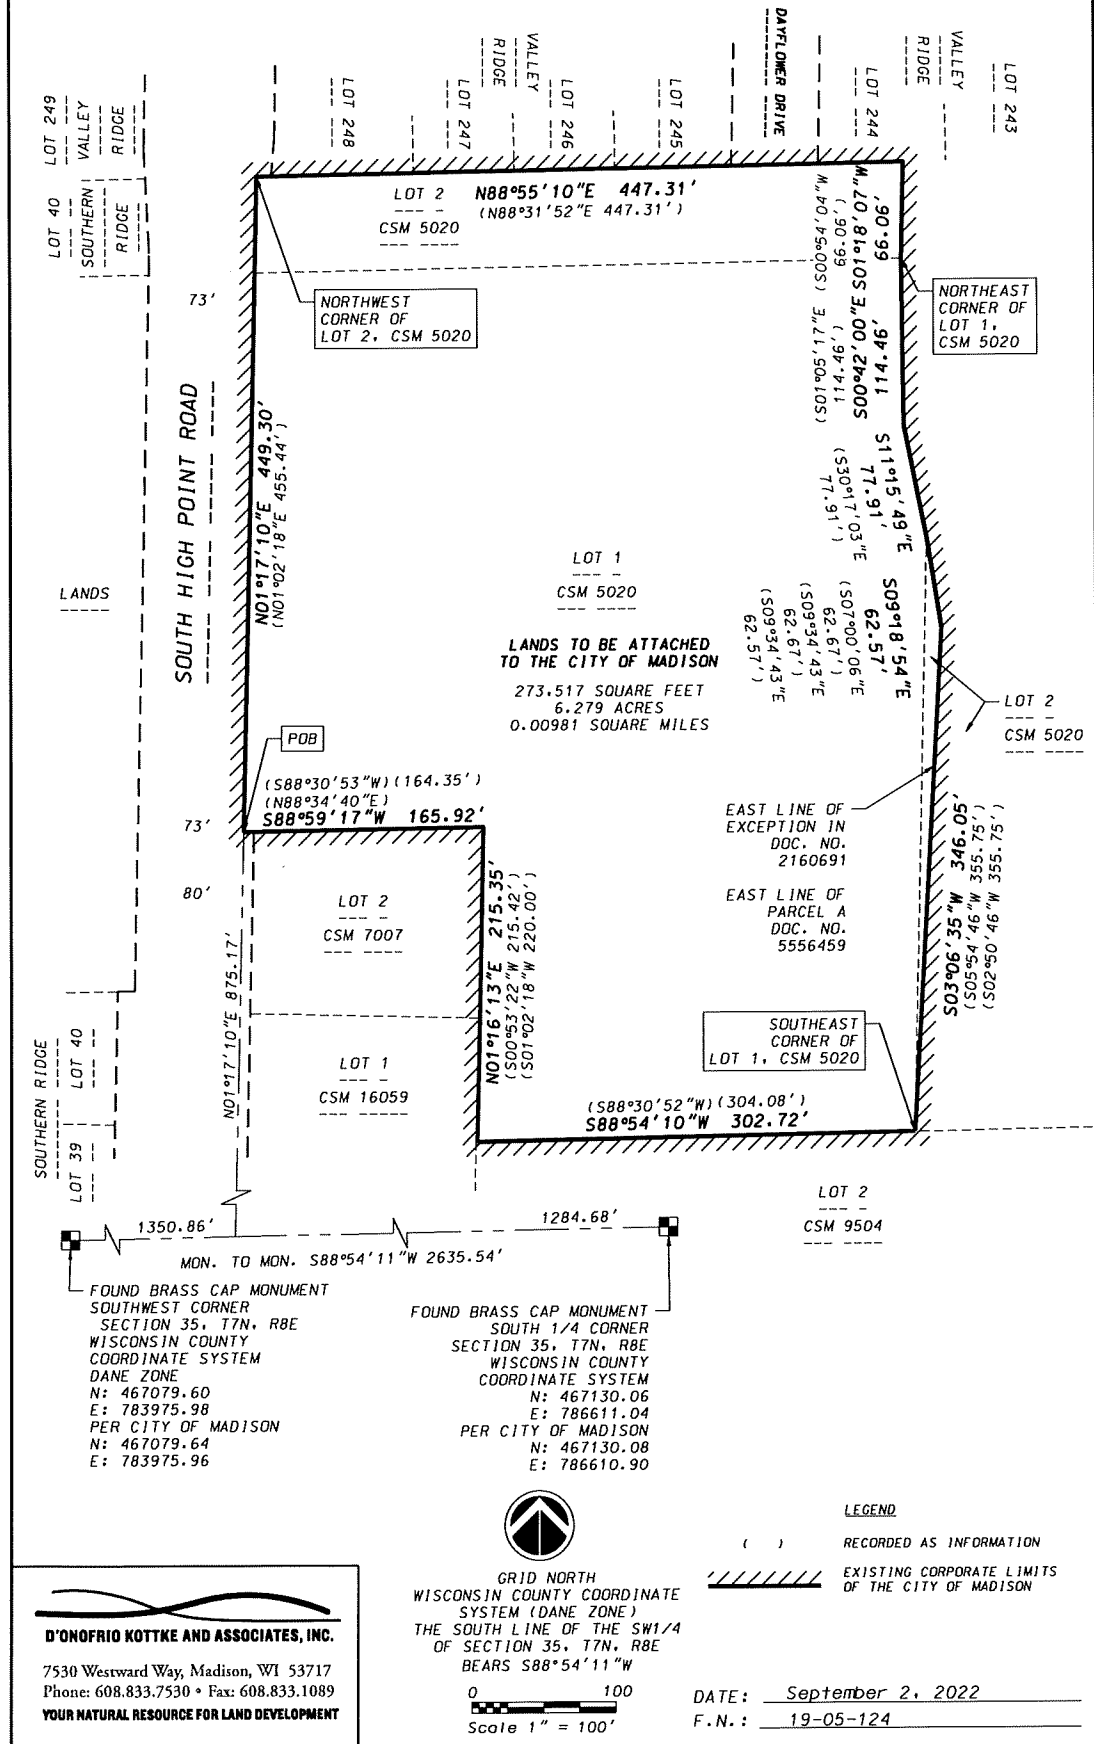 LOT 249
VALLEY
RIDGE
LOT 40
SOUTHERN
RIDGE
LOT 248
LOT 247
VALLEY
RIDGE
LOT 246
LOT 245
DAYFLOWER DRIVE
LOT 244
VALLEY
RIDGE
LOT 243
LOT 2
CSM 5020
N88°55'10"E 447.31'
(N88°31'52"E 447.31')
S01°18'07"W
66.06'
(S00°54'04"W
66.06')
73'
NORTHWEST
CORNER OF
LOT 2, CSM 5020
NORTHEAST
CORNER OF
LOT 1,
CSM 5020
S00°42'00"E
114.46'
(S01°05'17"E
114.46')
SOUTH HIGH POINT ROAD
N01°17'10"E 449.30'
(N01°02'18"E 455.44')
S11°15'49"E
77.91'
(S30°17'03"E
77.91')
LANDS
LOT 1
CSM 5020
LANDS TO BE ATTACHED
TO THE CITY OF MADISON
273,517 SQUARE FEET
6.279 ACRES
0.00981 SQUARE MILES
S09°18'54"E
62.57'
(S07°00'06"E
62.67')
(S09°34'43"E
62.67')
(S09°34'43"E
62.57')
LOT 2
CSM 5020
POB
(S88°30'53"W)(164.35')
(N88°34'40"E)
S88°59'17"W 165.92'
73'
80'
EAST LINE OF
EXCEPTION IN
DOC. NO.
2160691
EAST LINE OF
PARCEL A
DOC. NO.
5556459
S03°06'35"W 346.05'
(S05°54'46"W 355.75')
(S02°50'46"W 355.75')
LOT 2
CSM 7007
N01°16'13"E 215.35'
(S00°53'22"W 215.42')
(S01°02'18"W 220.00')
N01°17'10"E 875.17'
SOUTHEAST
CORNER OF
LOT 1, CSM 5020
SOUTHERN RIDGE
LOT 40
LOT 39
LOT 1
CSM 16059
(S88°30'52"W)(304.08')
S88°54'10"W 302.72'
LOT 2
CSM 9504
1350.86'
1284.68'
MON. TO MON. S88°54'11"W 2635.54'
FOUND BRASS CAP MONUMENT
SOUTHWEST CORNER
SECTION 35, T7N, R8E
WISCONSIN COUNTY
COORDINATE SYSTEM
DANE ZONE
N: 467079.60
E: 783975.98
PER CITY OF MADISON
N: 467079.64
E: 783975.96
FOUND BRASS CAP MONUMENT
SOUTH 1/4 CORNER
SECTION 35, T7N, R8E
WISCONSIN COUNTY
COORDINATE SYSTEM
N: 467130.06
E: 786611.04
PER CITY OF MADISON
N: 467130.08
E: 786610.90
GRID NORTH
WISCONSIN COUNTY COORDINATE
SYSTEM (DANE ZONE)
THE SOUTH LINE OF THE SW1/4
OF SECTION 35, T7N, R8E
BEARS S88°54'11"W
0 100
Scale 1" = 100'
LEGEND
( ) RECORDED AS INFORMATION
EXISTING CORPORATE LIMITS
OF THE CITY OF MADISON
D'ONOFRIO KOTTKE AND ASSOCIATES, INC.
7530 Westward Way, Madison, WI 53717
Phone: 608.833.7530 • Fax: 608.833.1089
YOUR NATURAL RESOURCE FOR LAND DEVELOPMENT
DATE: September 2, 2022
F.N.: 19-05-124